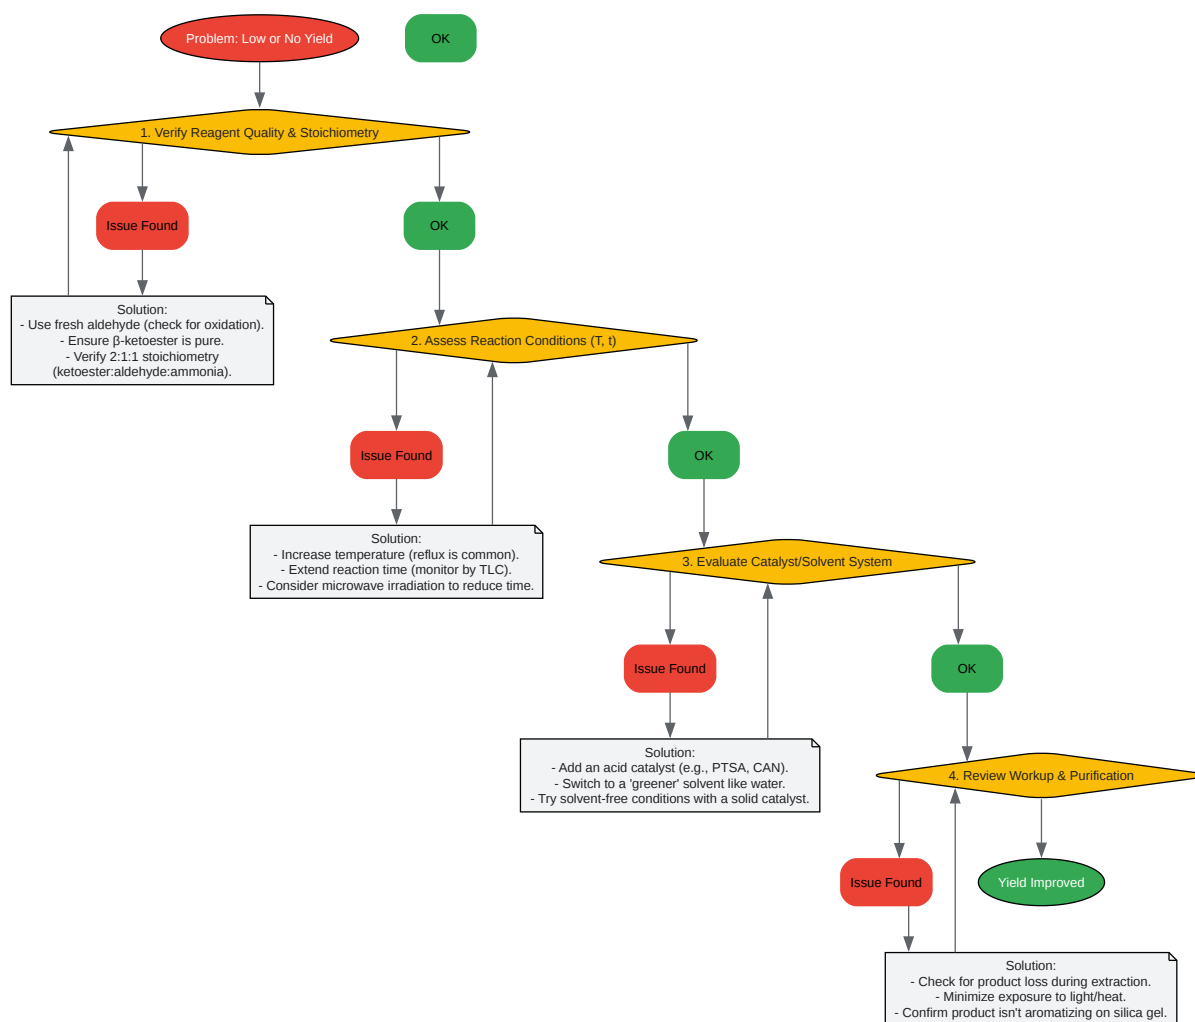 Problem: Low or No Yield
OK
1. Verify Reagent Quality & Stoichiometry
Issue Found
OK
Solution:
- Use fresh aldehyde (check for oxidation).
- Ensure β-ketoester is pure.
- Verify 2:1:1 stoichiometry
(ketoester:aldehyde:ammonia).
2. Assess Reaction Conditions (T, t)
Issue Found
OK
Solution:
- Increase temperature (reflux is common).
- Extend reaction time (monitor by TLC).
- Consider microwave irradiation to reduce time.
3. Evaluate Catalyst/Solvent System
Issue Found
OK
Solution:
- Add an acid catalyst (e.g., PTSA, CAN).
- Switch to a 'greener' solvent like water.
- Try solvent-free conditions with a solid catalyst.
4. Review Workup & Purification
Issue Found
Yield Improved
Solution:
- Check for product loss during extraction.
- Minimize exposure to light/heat.
- Confirm product isn't aromatizing on silica gel.